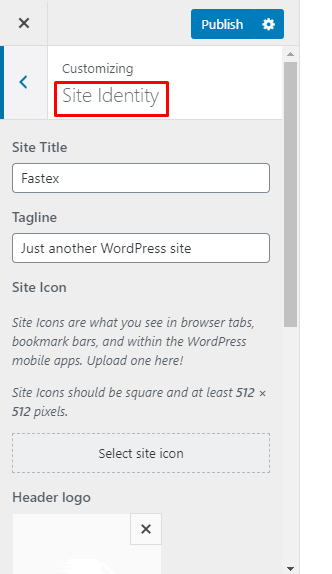 Publish
Customizing
Site Identity
Site Title
Fastex
Tagline
Just another WordPress site
Site Icon
Site Icons are what you see in browser tabs,
bookmark bars, and within the WordPress
mobile apps. Upload one here!
Site Icons should be square and at least 512 ×
512 pixels.
Select site icon
Header logo